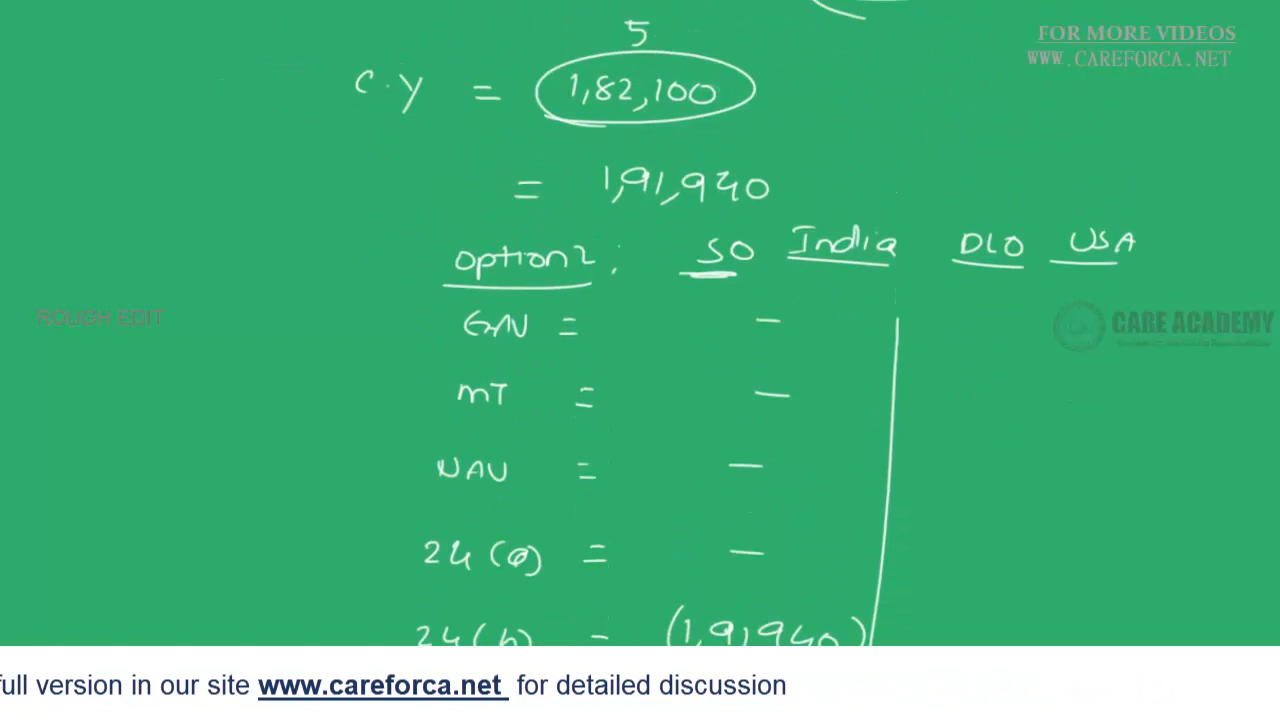 FOR MORE VIDEOS
WWW.CAREFORCA.NET
5
C.Y = 1,82,100
= 1,91,940
Option 2 : SO India DLO USA
GAV = -
MT = -
ROUGH EDIT
CARE ACADEMY
NAV = -
24(a) = -
24(b) - (1,91,940)
full version in our site www.careforca.net for detailed discussion